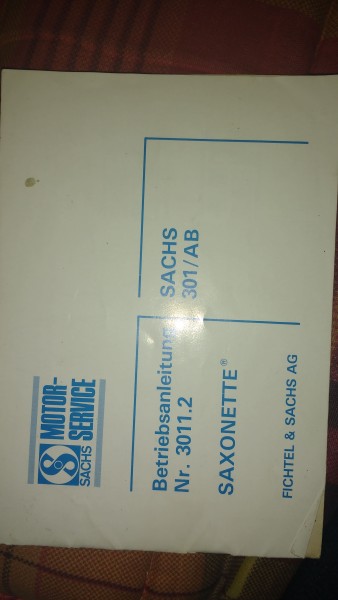 SACHS
MOTOR-
SERVICE
Betriebsanleitung
Nr. 3011.2
SACHS
301/AB
SAXONETTE®
FICHTEL & SACHS AG